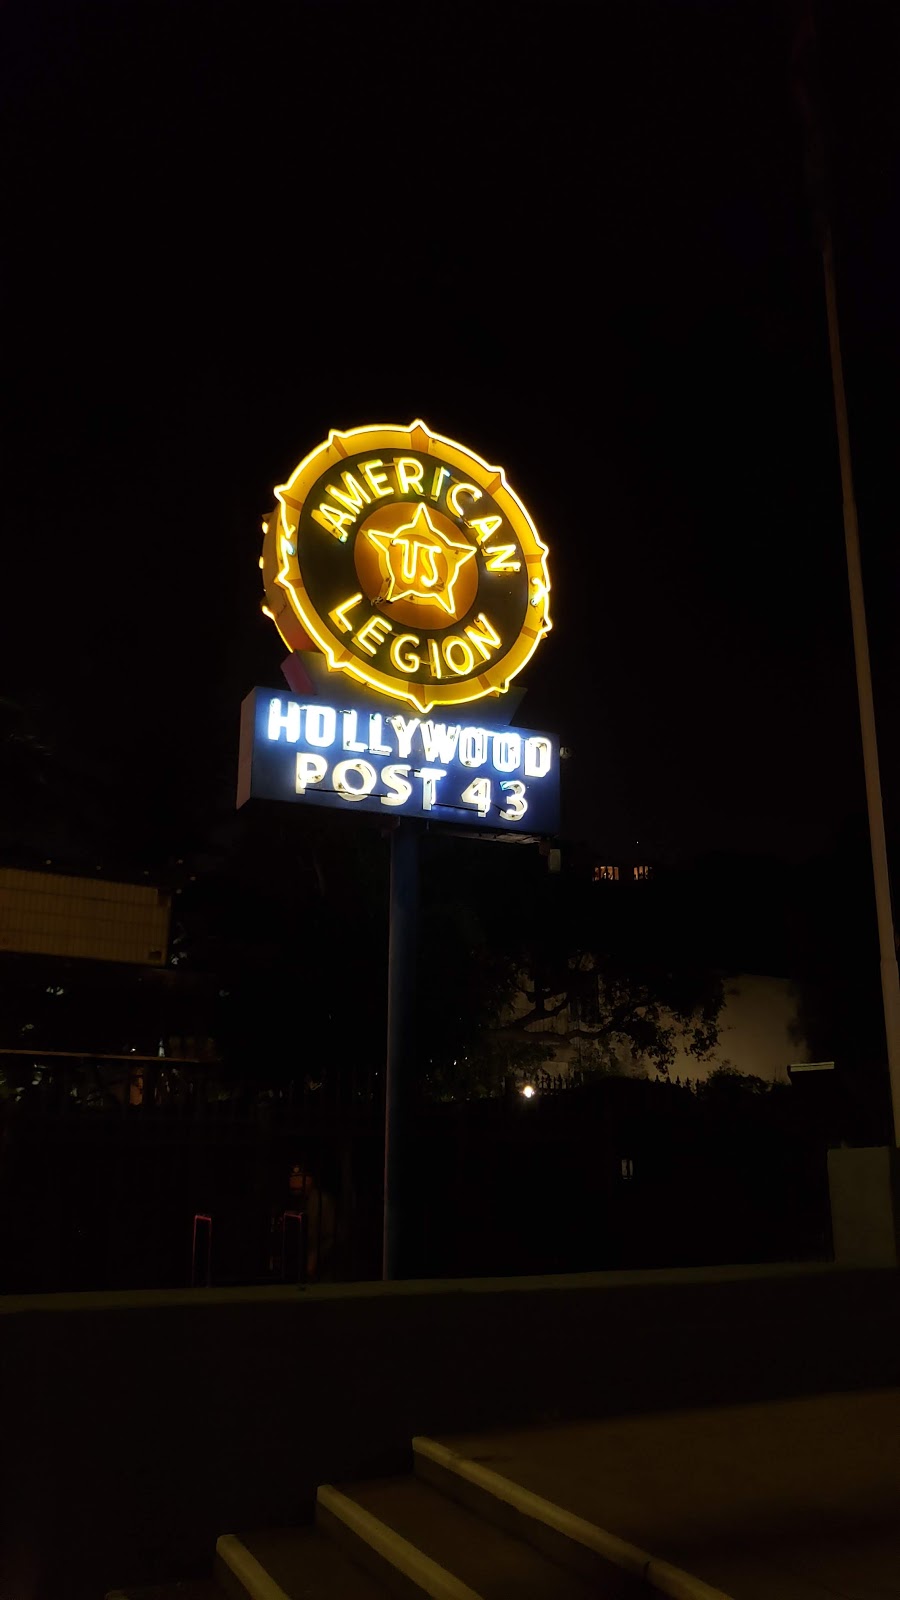 AMERICAN
US
LEGION
HOLLYWOOD
POST 43